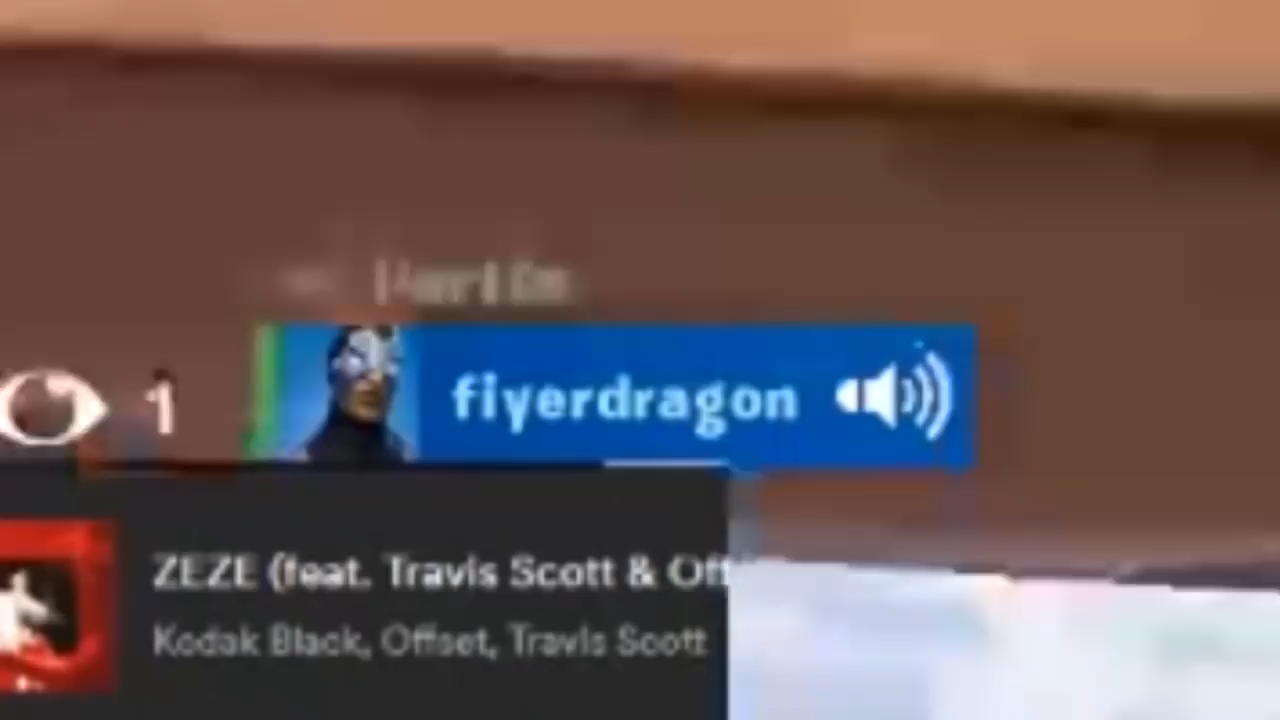 1
fiyerdragon
ZEZE (feat. Travis Scott & Off
Kodak Black, Offset, Travis Scott